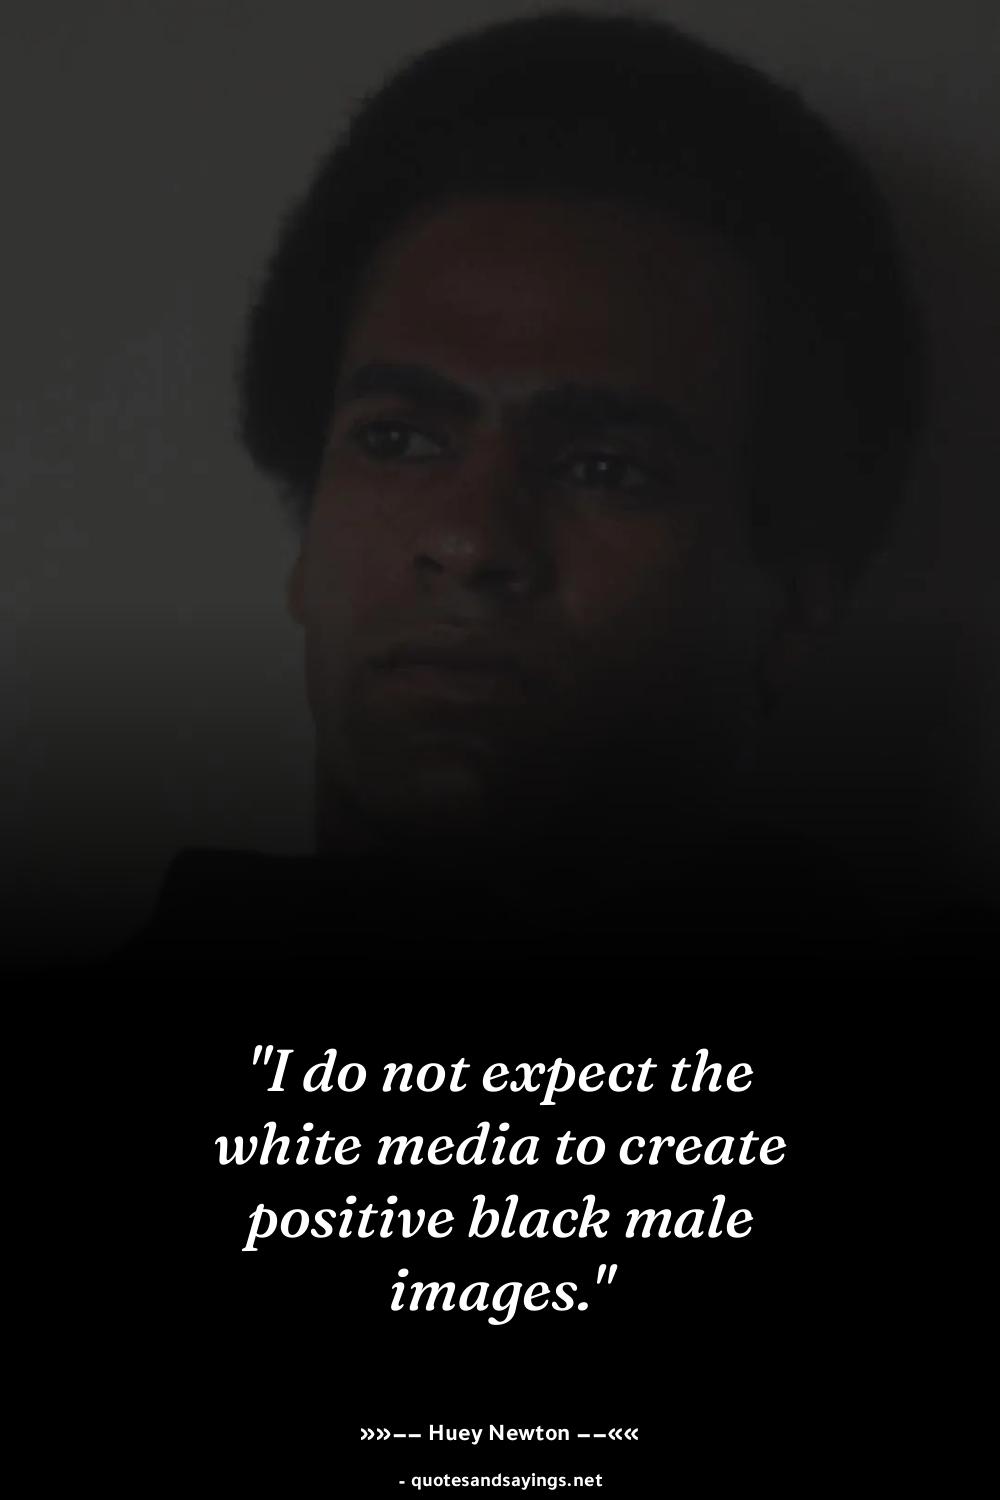 "I do not expect the
white media to create
positive black male
images."
»»−− Huey Newton −−««
- quotesandsayings.net